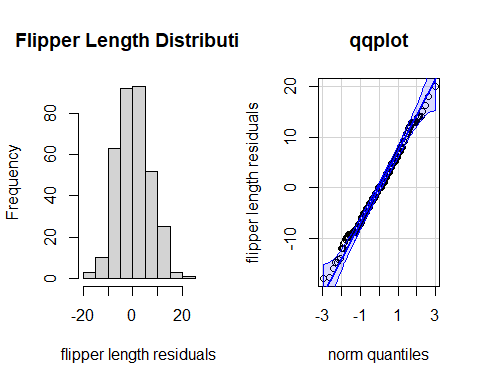 Flipper Length Distributi
Frequency
0
20
40
60
80
-20
0
20
flipper length residuals
qqplot
flipper length residuals
-10
0
10
20
-3
-1
1
3
norm quantiles